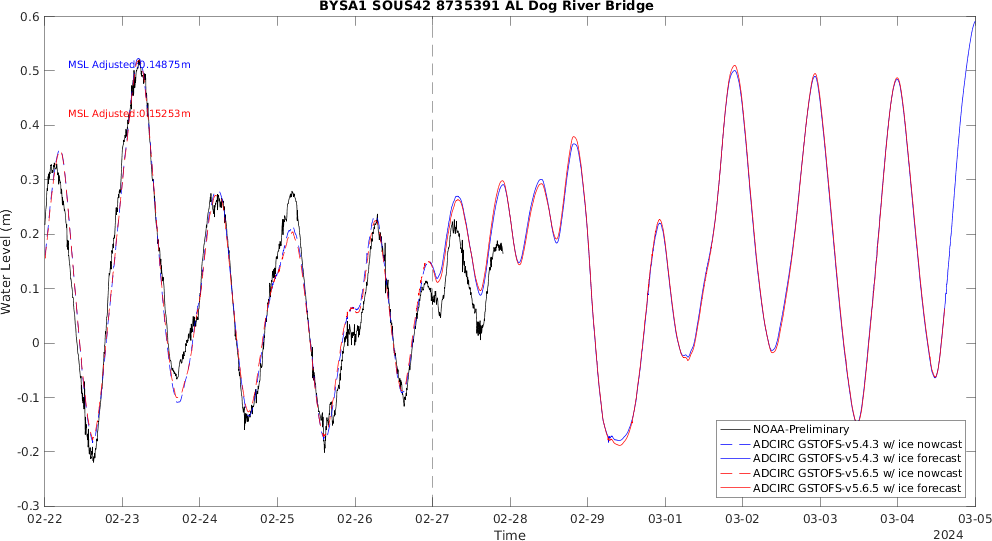 BYSA1 SOUS42 8735391 AL Dog River Bridge
0.6
0.5
0.4
0.3
0.2
0.1
0
-0.1
-0.2
-0.3
Water Level (m)
MSL Adjusted:0.14875m
MSL Adjusted:0.15253m
NOAA-Preliminary
ADCIRC GSTOFS-v5.4.3 w/ ice nowcast
ADCIRC GSTOFS-v5.4.3 w/ ice forecast
ADCIRC GSTOFS-v5.6.5 w/ ice nowcast
ADCIRC GSTOFS-v5.6.5 w/ ice forecast
02-22 02-23 02-24 02-25 02-26 02-27 02-28 02-29 03-01 03-02 03-03 03-04 03-05
Time
2024